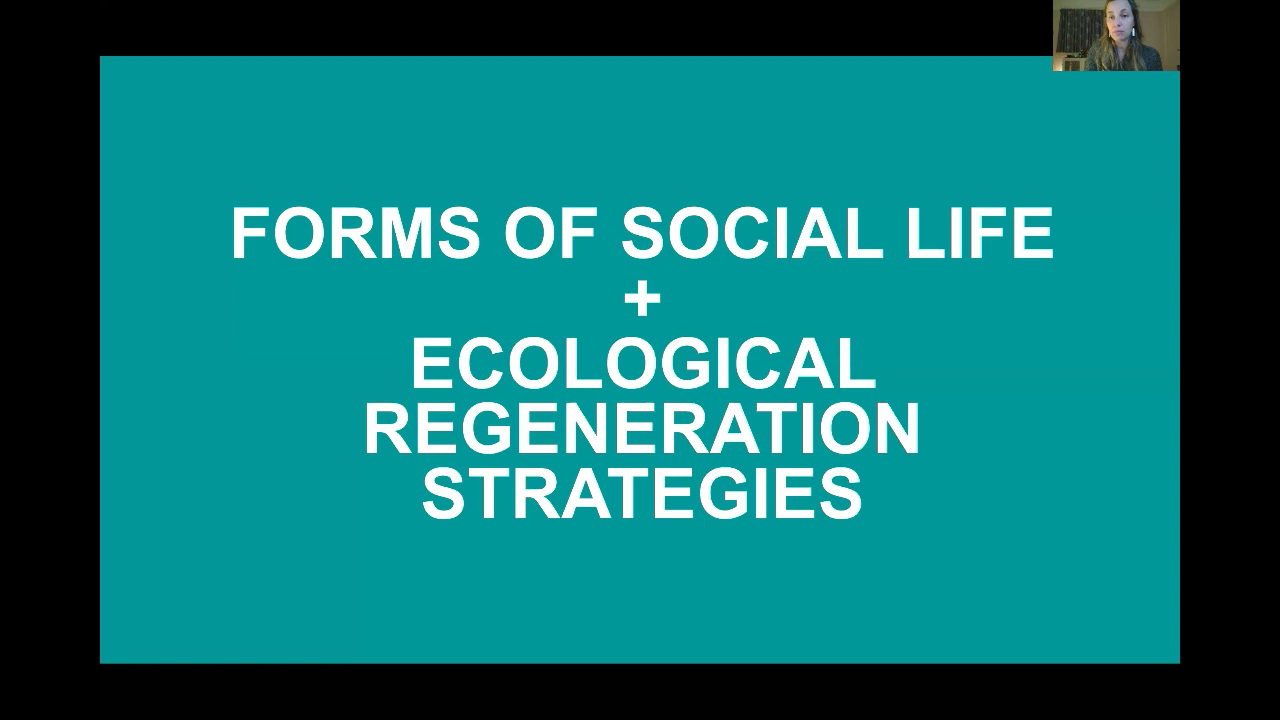 FORMS OF SOCIAL LIFE
+
ECOLOGICAL
REGENERATION
STRATEGIES